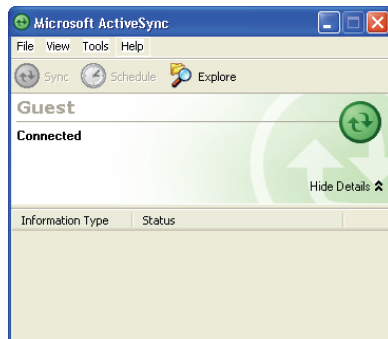 Microsoft ActiveSync
File View Tools Help
Sync Schedule Explore
Guest
Connected
Hide Details
Information Type Status